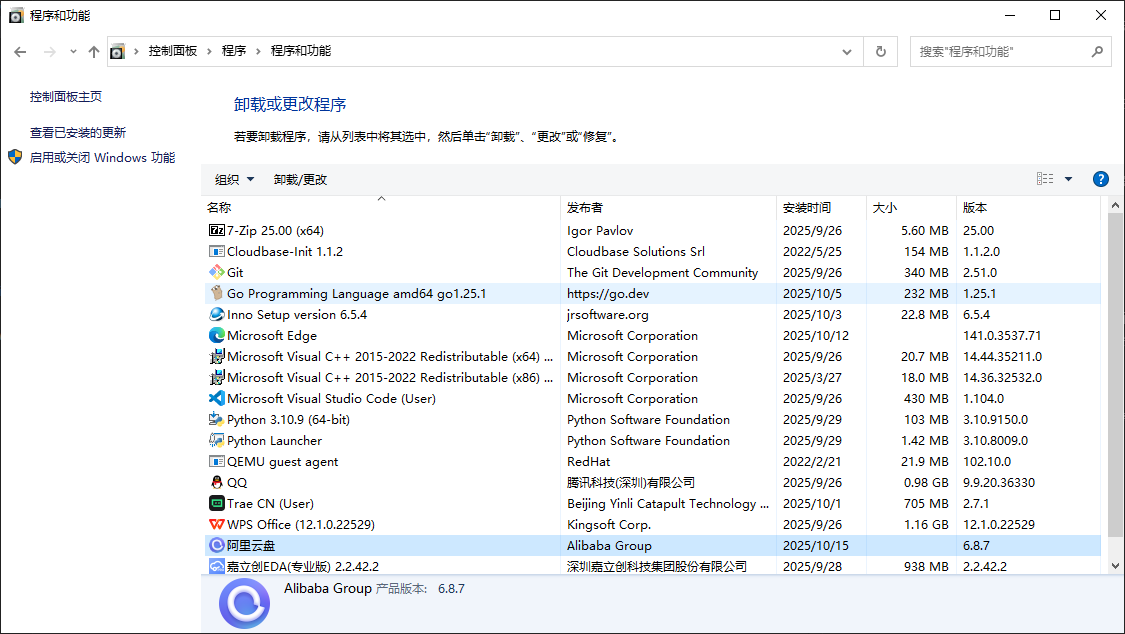 程序和功能
控制面板 程序 程序和功能
搜索"程序和功能"
控制面板主页
查看已安装的更新
启用或关闭 Windows 功能
卸载或更改程序
若要卸载程序，请从列表中将其选中，然后单击“卸载”、“更改”或“修复”。
组织 卸载/更改
名称 发布者 安装时间 大小 版本
7-Zip 25.00 (x64) Igor Pavlov 2025/9/26 5.60 MB 25.00
Cloudbase-Init 1.1.2 Cloudbase Solutions Srl 2022/5/25 154 MB 1.1.2.0
Git The Git Development Community 2025/9/26 340 MB 2.51.0
Go Programming Language amd64 go1.25.1 https://go.dev 2025/10/5 232 MB 1.25.1
Inno Setup version 6.5.4 jrsoftware.org 2025/10/3 22.8 MB 6.5.4
Microsoft Edge Microsoft Corporation 2025/10/12 141.0.3537.71
Microsoft Visual C++ 2015-2022 Redistributable (x64) ... Microsoft Corporation 2025/9/26 20.7 MB 14.44.35211.0
Microsoft Visual C++ 2015-2022 Redistributable (x86) ... Microsoft Corporation 2025/3/27 18.0 MB 14.36.32532.0
Microsoft Visual Studio Code (User) Microsoft Corporation 2025/9/26 430 MB 1.104.0
Python 3.10.9 (64-bit) Python Software Foundation 2025/9/29 103 MB 3.10.9150.0
Python Launcher Python Software Foundation 2025/9/29 1.42 MB 3.10.8009.0
QEMU guest agent RedHat 2022/2/21 21.9 MB 102.10.0
QQ 腾讯科技(深圳)有限公司 2025/9/26 0.98 GB 9.9.20.36330
Trae CN (User) Beijing Yinli Catapult Technology ... 2025/10/1 705 MB 2.7.1
WPS Office (12.1.0.22529) Kingsoft Corp. 2025/9/26 1.16 GB 12.1.0.22529
阿里云盘 Alibaba Group 2025/10/15 6.8.7
嘉立创EDA(专业版) 2.2.42.2 深圳嘉立创科技集团股份有限公司 2025/9/28 938 MB 2.2.42.2
Alibaba Group 产品版本: 6.8.7